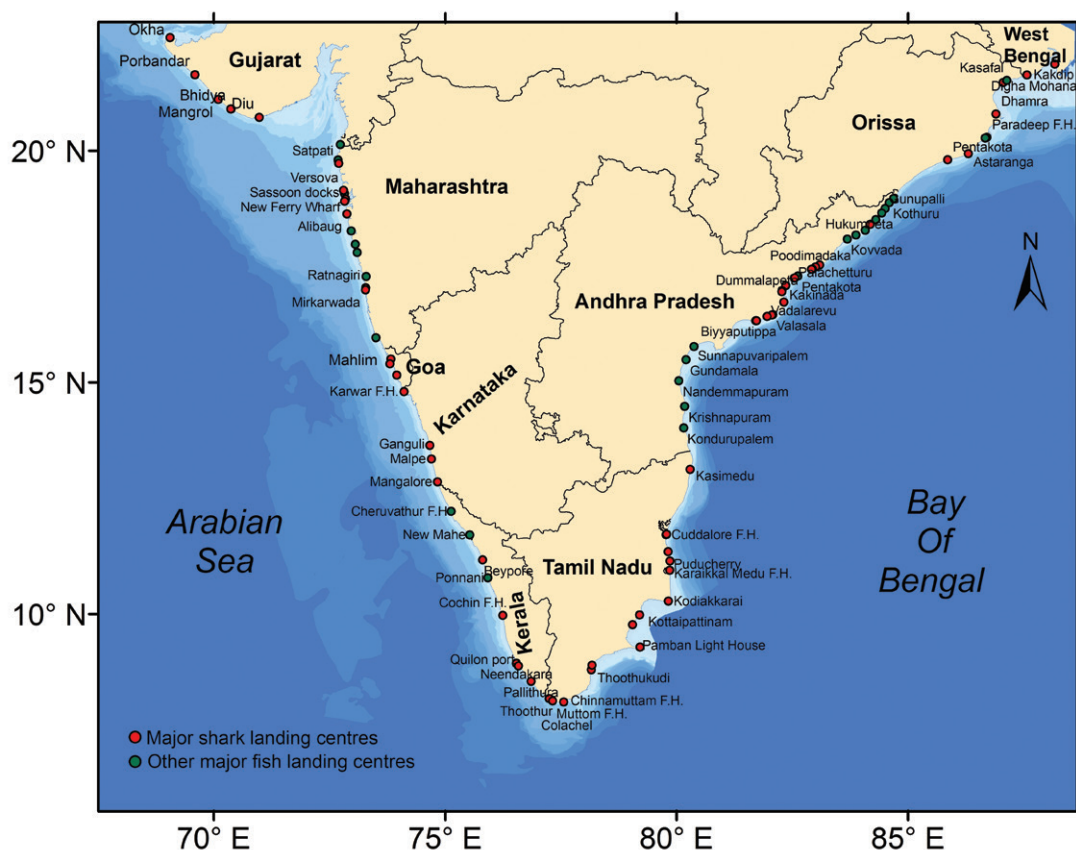 Okha
Gujarat
Porbandar
Bhidya
Diu
Mangrol
West
Bengal
Kasafal
Kakdip
Digha Mohana
Dhamra
Orissa
Paradeep F.H.
Pentakota
Astaranga
20° N
Satpati
Maharashtra
Versova
Sassoon docks
New Ferry Wharf
Alibaug
Ratnagiri
Mirkarwada
Kothuru
Kovvada
Poodimadaka
Palachetturu
Pentakota
Kakinada
Andhra Pradesh
Vadalarevu
Valasala
Biyyaputippa
Sunnapuvaripalem
Gundamala
Nandemmapuram
Krishnapuram
Kondurupalem
N
Mahlim
Goa
15° N
Karwar F.H.
Karnataka
Ganguli
Malpe
Mangalore
Kasimedu
Cheruvathur F.H
New Mahe
Arabian
Sea
Bay
Of
Bengal
Cuddalore F.H.
Tamil Nadu
Puducherry
Karaikkal Medu F.H.
Beypore
Ponnani
10° N
Cochin F.H.
Kerala
Kodiakkarai
Kottaipattinam
Pamban Light House
Quilon port
Neendakara
Thoothukudi
Pallithura
Chinnamuttam F.H.
Thoothur
Muttom F.H.
Colachel
Major shark landing centres
Other major fish landing centres
70° E
75° E
80° E
85° E